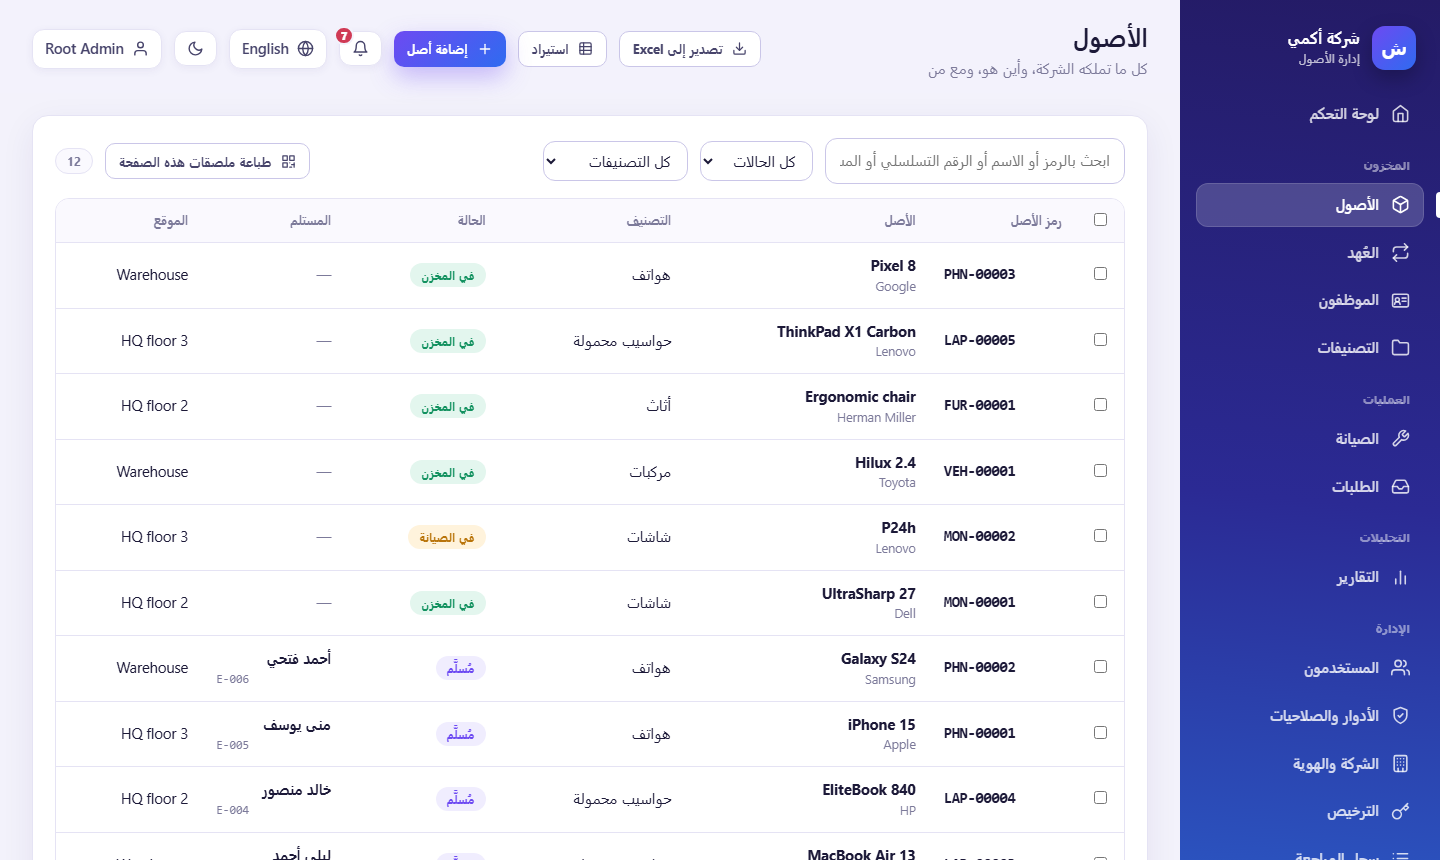 ش
شركة أكمي
إدارة الأصول
لوحة التحكم
المخزون
الأصول
العُهد
الموظفون
التصنيفات
العمليات
الصيانة
الطلبات
التحليلات
التقارير
الإدارة
المستخدمون
الأدوار والصلاحيات
الشركة والهوية
الترخيص
سجل المراجعة
الأصول
كل ما تملكه الشركة، وأين هو، ومع من
تصدير إلى Excel
استيراد
إضافة أصل
7
English
Root Admin
ابحث بالرمز أو الاسم أو الرقم التسلسلي أو المـ
كل الحالات
كل التصنيفات
طباعة ملصقات هذه الصفحة
12
رمز الأصل الأصل التصنيف الحالة المستلم الموقع
PHN-00003 Pixel 8 هواتف في المخزن — Warehouse
Google
LAP-00005 ThinkPad X1 Carbon حواسيب محمولة في المخزن — HQ floor 3
Lenovo
FUR-00001 Ergonomic chair أثاث في المخزن — HQ floor 2
Herman Miller
VEH-00001 Hilux 2.4 مركبات في المخزن — Warehouse
Toyota
MON-00002 P24h شاشات في الصيانة — HQ floor 3
Lenovo
MON-00001 UltraSharp 27 شاشات في المخزن — HQ floor 2
Dell
PHN-00002 Galaxy S24 هواتف مُسلَّم أحمد فتحي Warehouse
Samsung E-006
PHN-00001 iPhone 15 هواتف مُسلَّم منى يوسف HQ floor 3
Apple E-005
LAP-00004 EliteBook 840 حواسيب محمولة مُسلَّم خالد منصور HQ floor 2
HP E-004
MacBook Air 13 ليلى أحمد